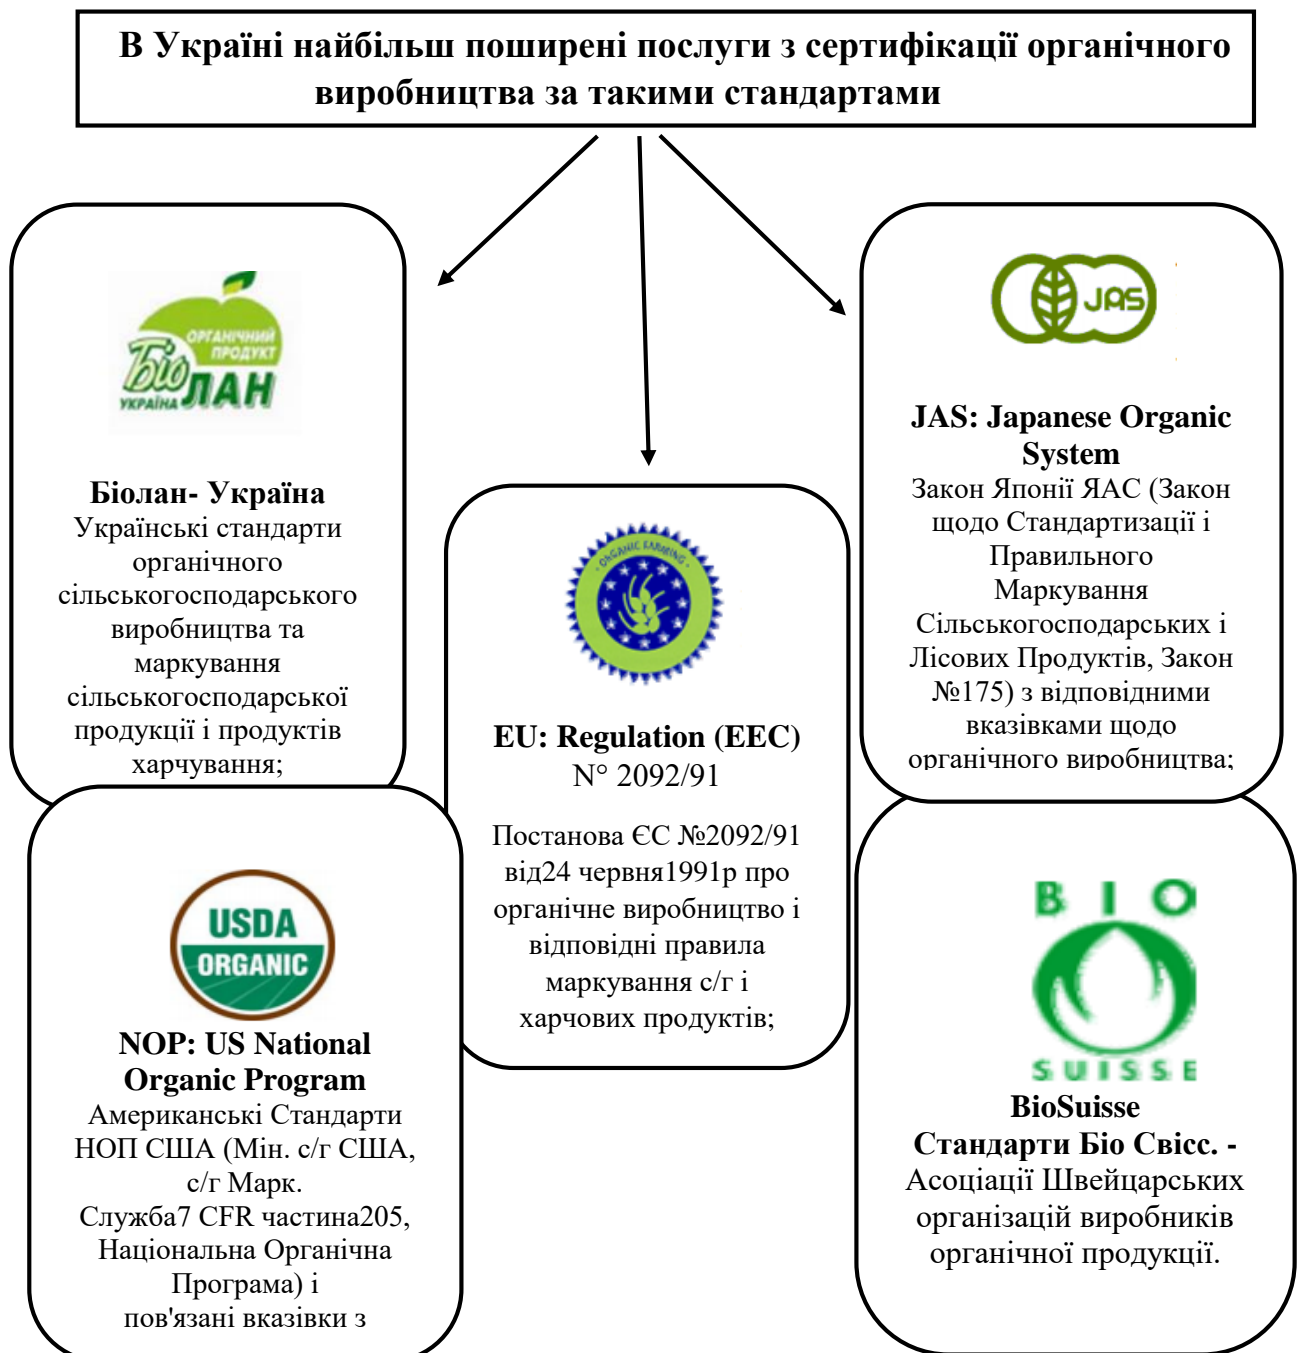 В Україні найбільш поширені послуги з сертифікації органічного
виробництва за такими стандартами
ОРГАНІЧНИЙ
ПРОДУКТ
Біо
УКРАЇНА ЛАН
Біолан- Україна
Українські стандарти
органічного
сільськогосподарського
виробництва та
маркування
сільськогосподарської
продукції і продуктів
харчування;
USDA
ORGANIC
NOP: US National
Organic Program
Американські Стандарти
НОП США (Мін. с/г США,
с/г Марк.
Служба7 CFR частина205,
Національна Органічна
Програма) і
пов'язані вказівки з
ORGANIC FARMING
EU: Regulation (EEC)
N° 2092/91
Постанова ЄС №2092/91
від24 червня1991р про
органічне виробництво і
відповідні правила
маркування с/г і
харчових продуктів;
JAS
JAS: Japanese Organic
System
Закон Японії ЯАС (Закон
щодо Стандартизації і
Правильного
Маркування
Сільськогосподарських і
Лісових Продуктів, Закон
№175) з відповідними
вказівками щодо
органічного виробництва;
BIO
SUISSE
BioSuisse
Стандарти Біо Свісс. -
Асоціації Швейцарських
організацій виробників
органічної продукції.